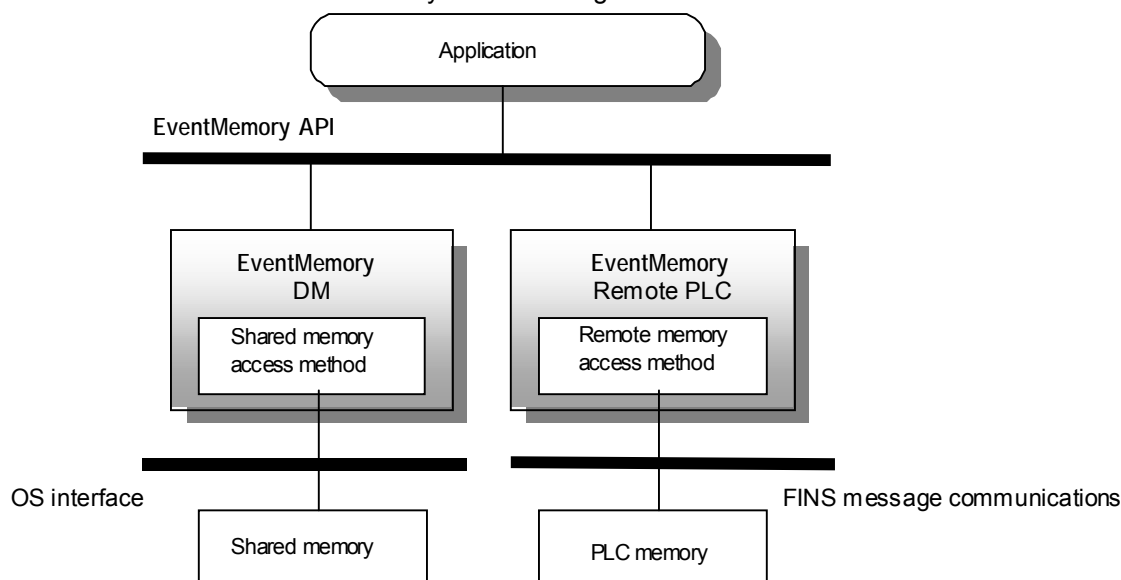 Application
EventMemory API
EventMemory
DM
EventMemory
Remote PLC
Shared memory
access method
Remote memory
access method
OS interface
FINS message communications
Shared memory
PLC memory